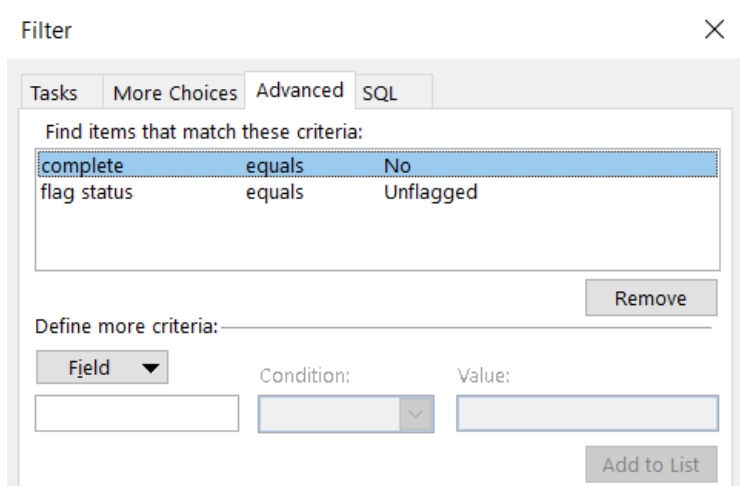 Filter
Tasks More Choices Advanced SQL
Find items that match these criteria:
complete equals No
flag status equals Unflagged
Remove
Define more criteria:
Field Condition: Value:
Add to List